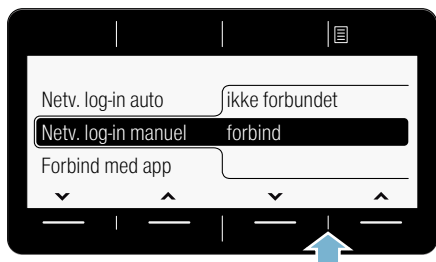 Netv. log-in auto ikke forbundet
Netv. log-in manuel forbind
Forbind med app